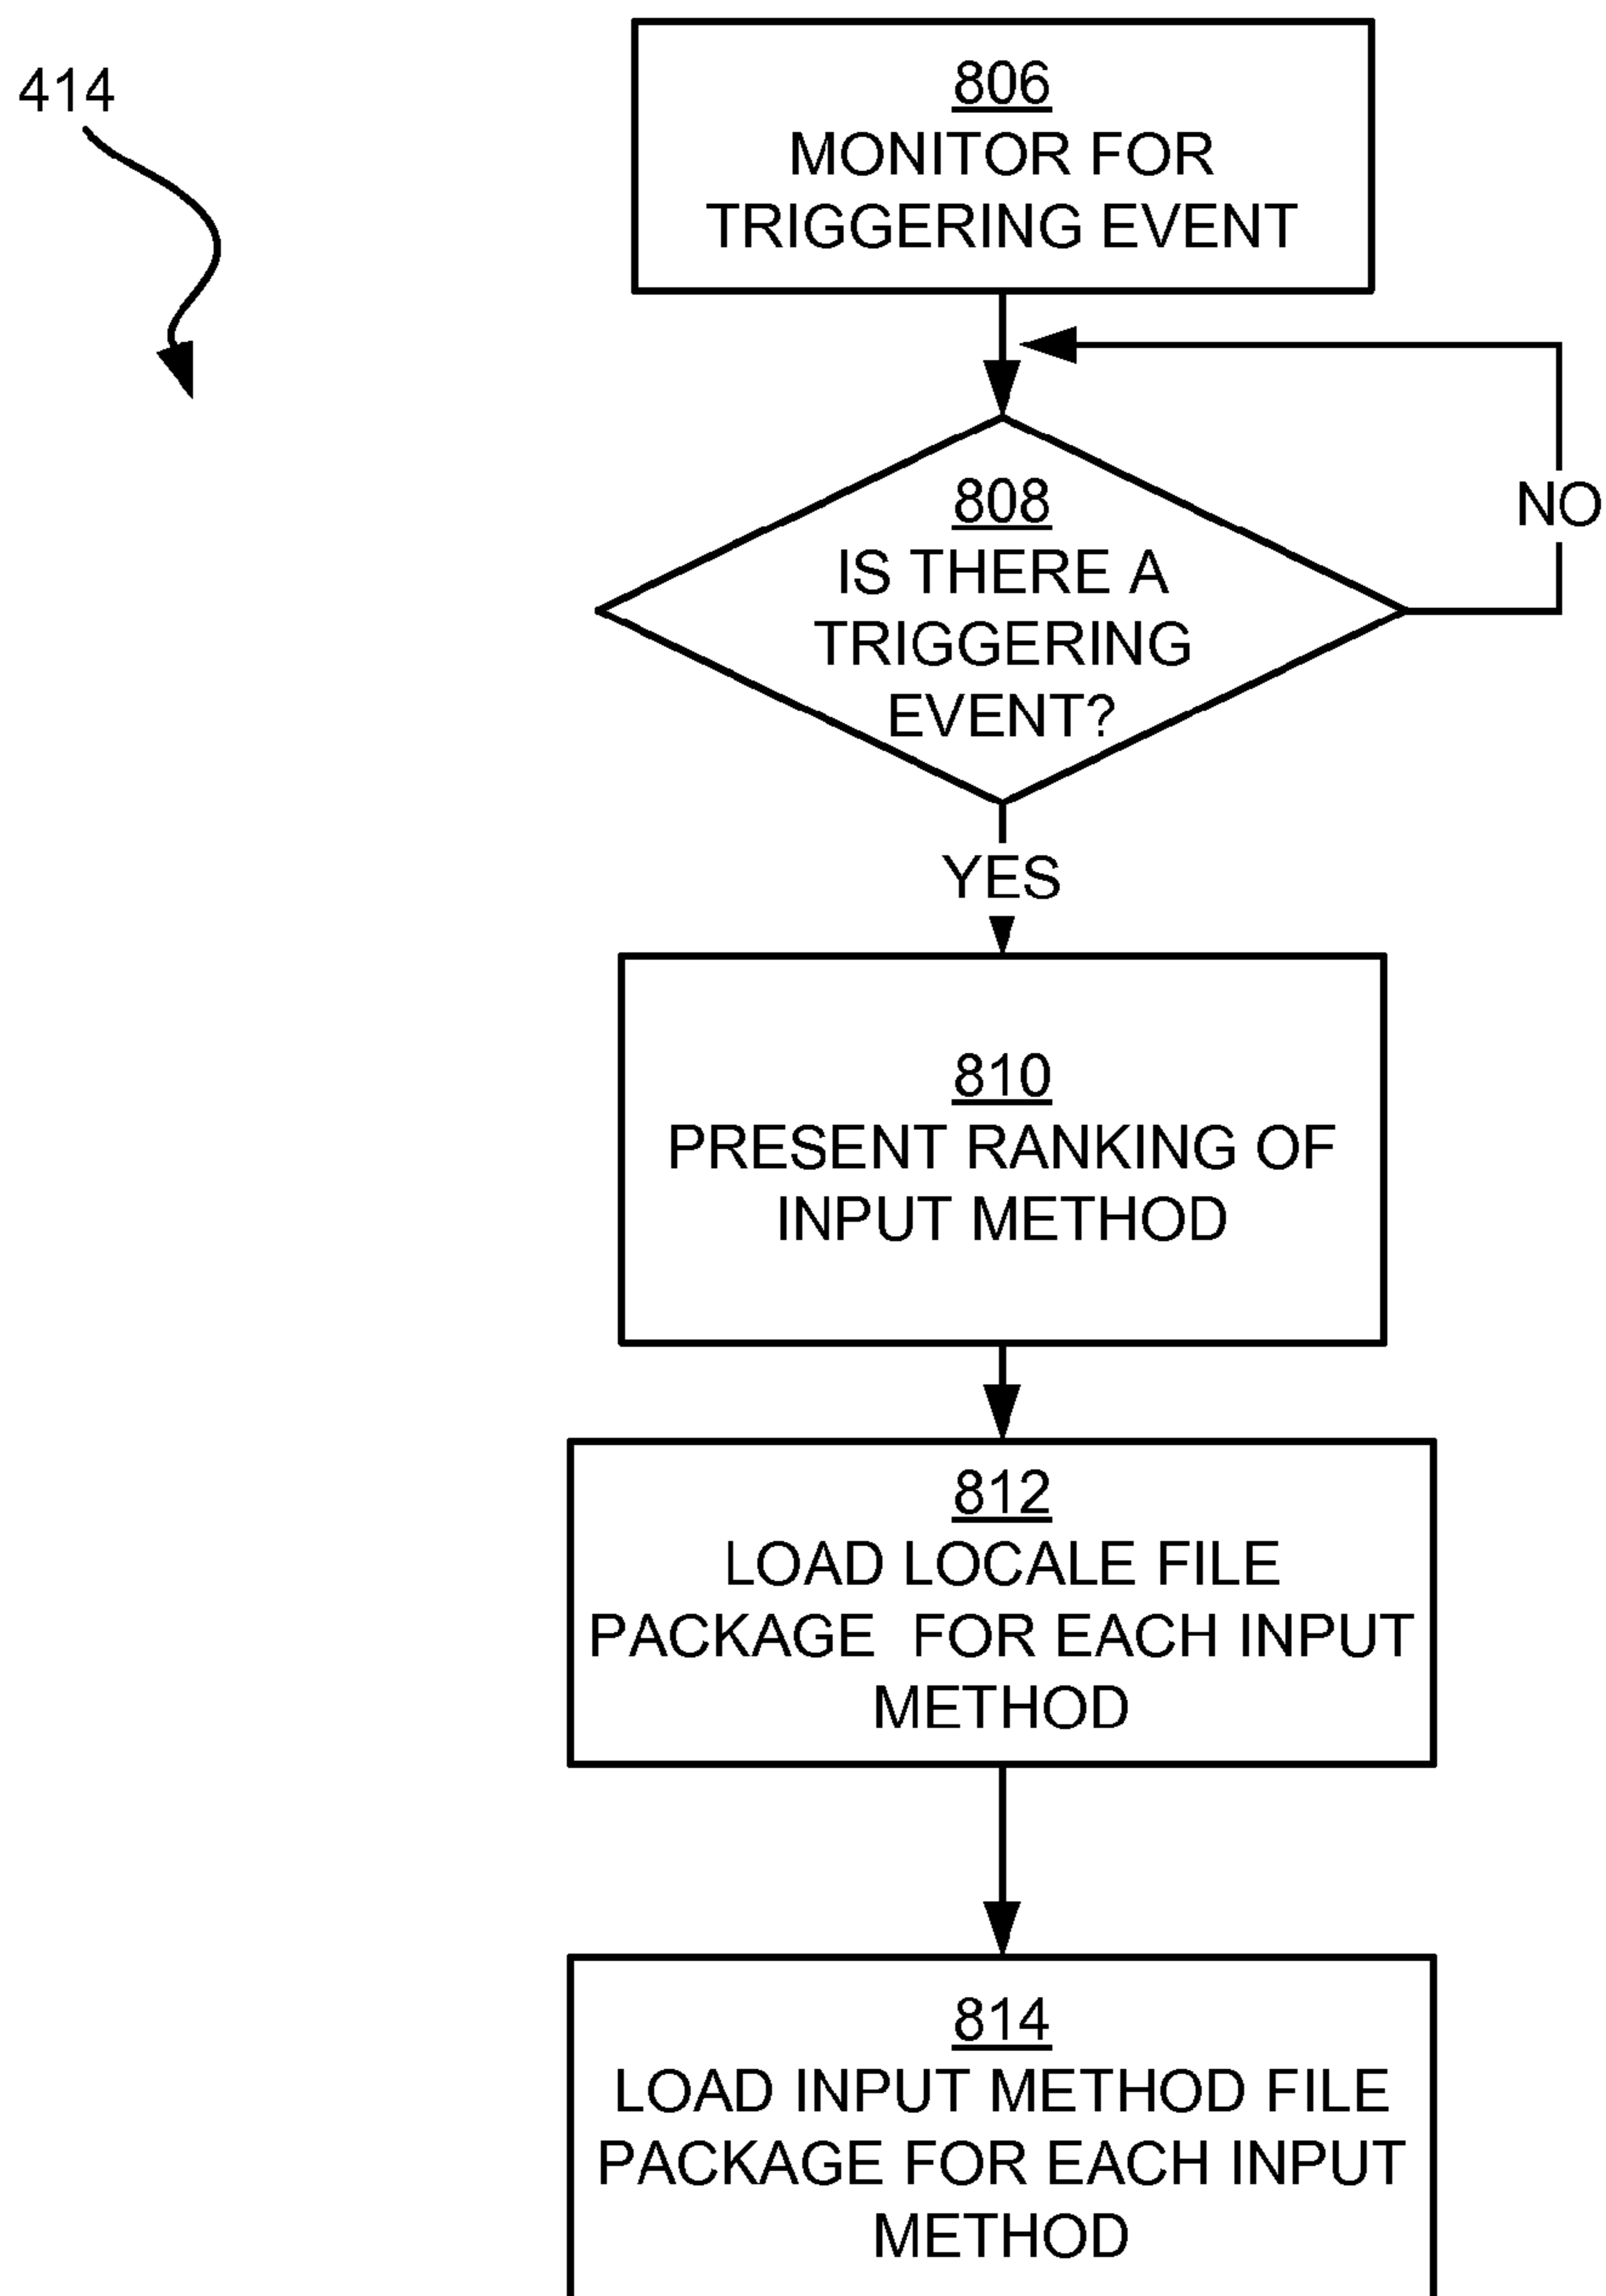 414
806
MONITOR FOR
TRIGGERING EVENT
808
IS THERE A
TRIGGERING
EVENT?
NO
YES
810
PRESENT RANKING OF
INPUT METHOD
812
LOAD LOCALE FILE
PACKAGE FOR EACH INPUT
METHOD
814
LOAD INPUT METHOD FILE
PACKAGE FOR EACH INPUT
METHOD